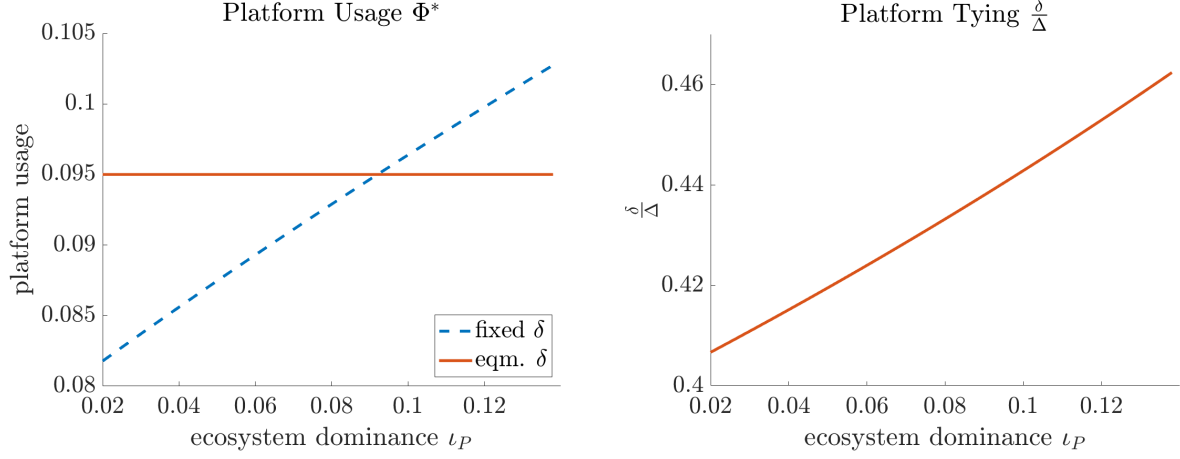 Platform Usage Φ*
platform usage
0.105
0.1
0.095
0.09
0.085
0.08
0.02 0.04 0.06 0.08 0.1 0.12
ecosystem dominance ι_P
fixed δ
eqm. δ
Platform Tying δ/Δ
δ/Δ
0.46
0.44
0.42
0.4
0.02 0.04 0.06 0.08 0.1 0.12
ecosystem dominance ι_P